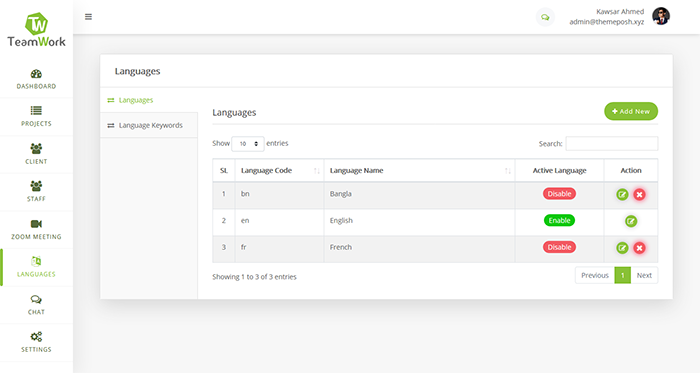 TW
TeamWork
Kawsar Ahmed
admin@themeposh.xyz
DASHBOARD
PROJECTS
CLIENT
STAFF
ZOOM MEETING
LANGUAGES
CHAT
SETTINGS
Languages
Languages
Language Keywords
Languages
Add New
Show 10 entries
Search:
SL Language Code Language Name Active Language Action
1 bn Bangla Disable
2 en English Enable
3 fr French Disable
Showing 1 to 3 of 3 entries
Previous 1 Next